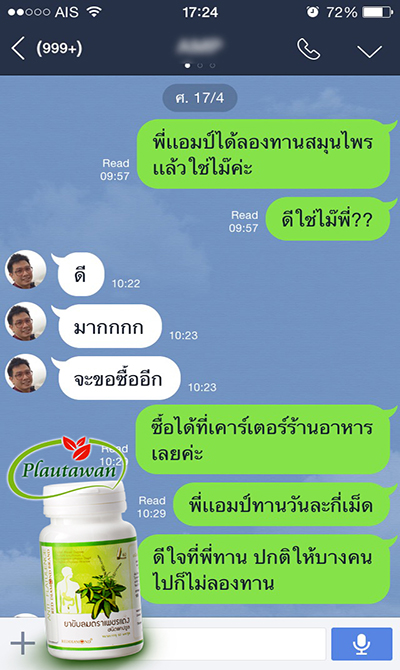 AIS 17:24 72%
(999+)
ศ. 17/4
พี่แอมป์ได้ลองทานสมุนไพร
แล้วใช่ไม๊ค่ะ
Read
09:57
ดีใช่ไม๊พี่??
Read
09:57
ดี
10:22
มากกกก
10:23
จะขอซื้ออีก
10:23
ซื้อได้ที่เคาร์เตอร์ร้านอาหาร
เลยค่ะ
Read
พี่แอมป์ทานวันละกี่เม็ด
Read
10:29
ดีใจที่พี่ทาน ปกติให้บางคน
ไปก็ไม่ลองทาน
Plautawan
ยาขับลมตราเพชรแดง